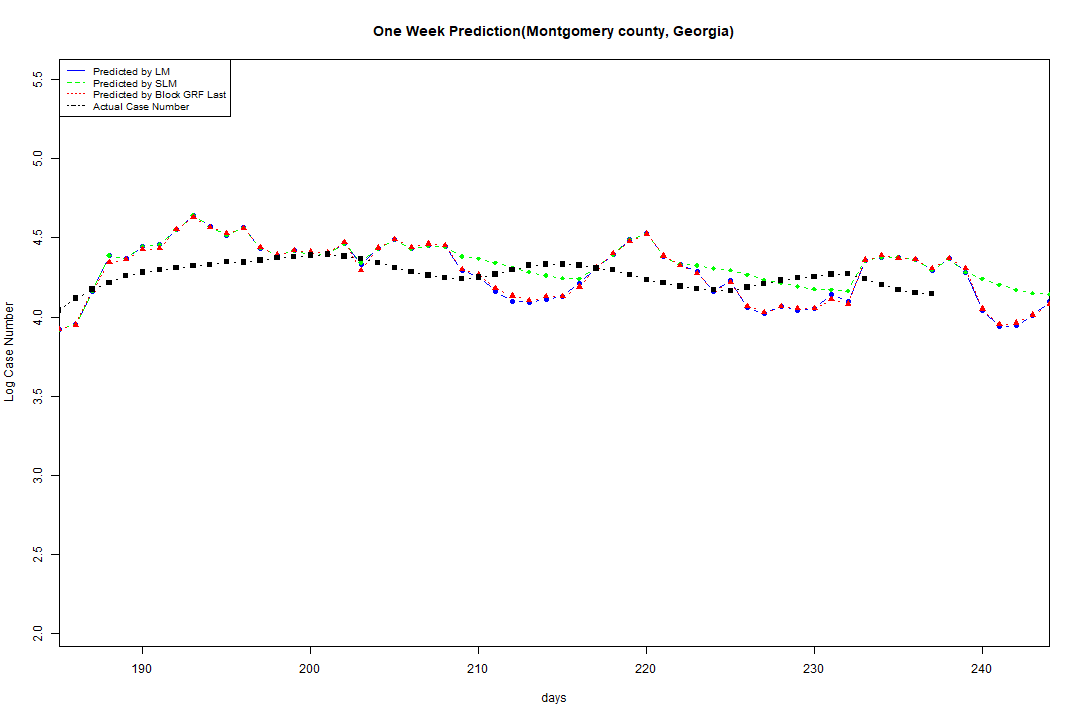 One Week Prediction(Montgomery county, Georgia)
Predicted by LM
Predicted by SLM
Predicted by Block GRF Last
Actual Case Number
5.5
5.0
4.5
4.0
3.5
3.0
2.5
2.0
Log Case Number
190 200 210 220 230 240
days